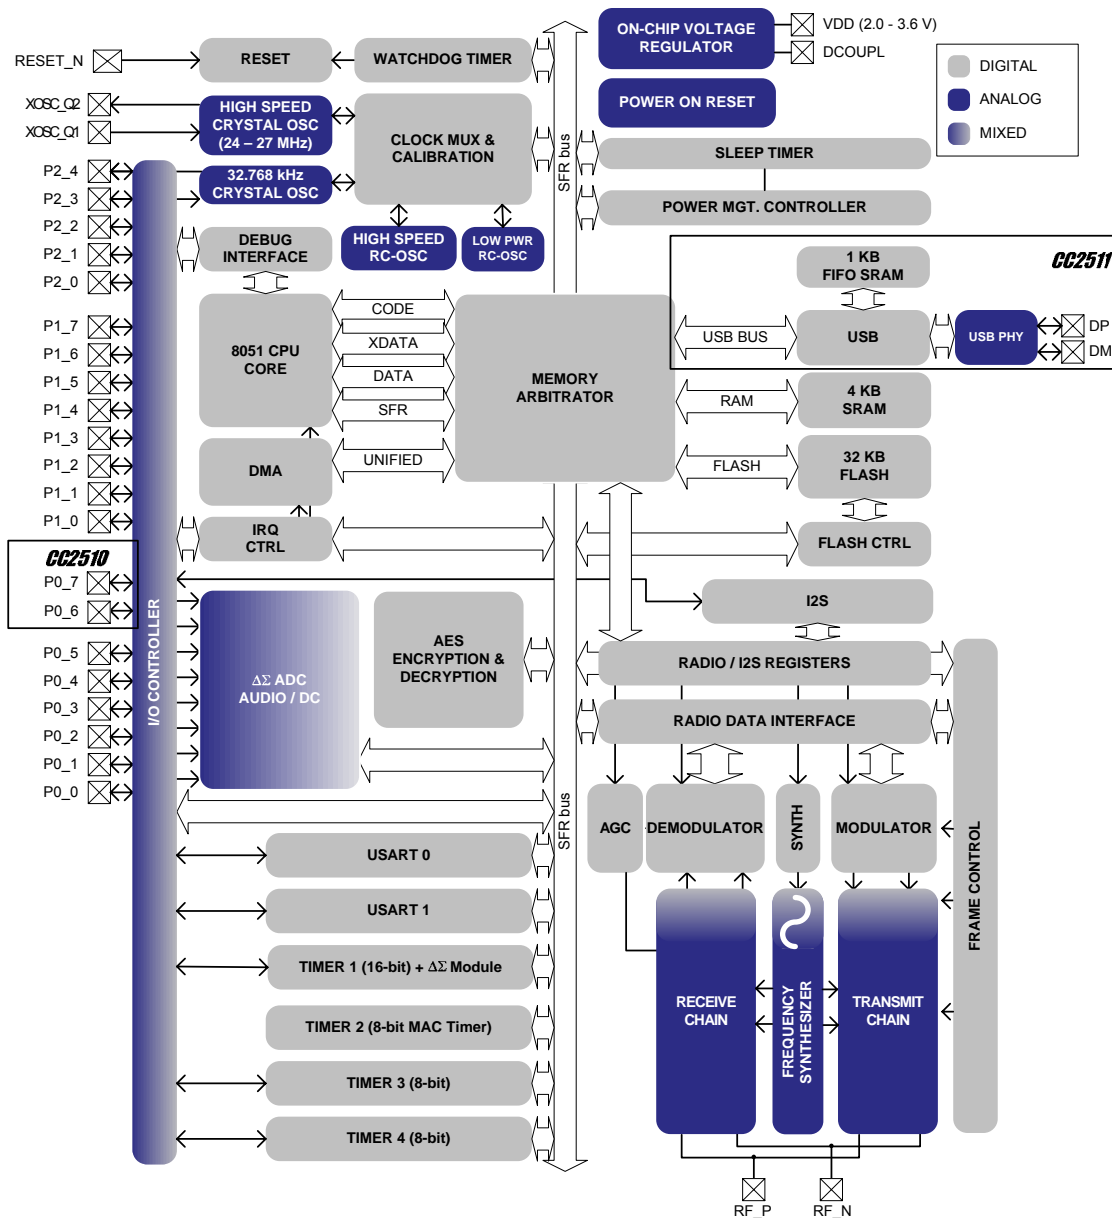 ON-CHIP VOLTAGE
REGULATOR
VDD (2.0 - 3.6 V)
DCOUPL
DIGITAL
ANALOG
MIXED
RESET_N
RESET
WATCHDOG TIMER
POWER ON RESET
XOSC_Q2
XOSC_Q1
HIGH SPEED
CRYSTAL OSC
(24 – 27 MHz)
CLOCK MUX &
CALIBRATION
SFR bus
SLEEP TIMER
P2_4
P2_3
P2_2
P2_1
P2_0
32.768 kHz
CRYSTAL OSC
POWER MGT. CONTROLLER
DEBUG
INTERFACE
HIGH SPEED
RC-OSC
LOW PWR
RC-OSC
1 KB
FIFO SRAM
CC2511
P1_7
P1_6
P1_5
P1_4
P1_3
P1_2
P1_1
P1_0
8051 CPU
CORE
CODE
XDATA
DATA
SFR
MEMORY
ARBITRATOR
USB BUS
USB
USB PHY
DP
DM
RAM
4 KB
SRAM
DMA
UNIFIED
FLASH
32 KB
FLASH
IRQ
CTRL
FLASH CTRL
CC2510
P0_7
P0_6
P0_5
P0_4
P0_3
P0_2
P0_1
P0_0
I/O CONTROLLER
ΔΣ ADC
AUDIO / DC
AES
ENCRYPTION &
DECRYPTION
I2S
RADIO / I2S REGISTERS
RADIO DATA INTERFACE
SFR bus
AGC
DEMODULATOR
SYNTH
MODULATOR
FRAME CONTROL
USART 0
USART 1
TIMER 1 (16-bit) + ΔΣ Module
TIMER 2 (8-bit MAC Timer)
TIMER 3 (8-bit)
TIMER 4 (8-bit)
RECEIVE
CHAIN
FREQUENCY
SYNTHESIZER
TRANSMIT
CHAIN
RF_P
RF_N